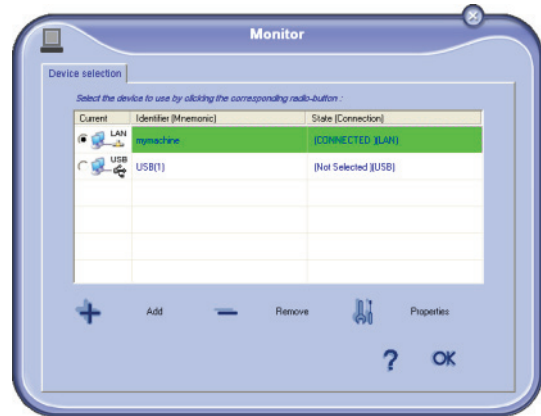 Monitor
Device selection
Select the device to use by clicking the corresponding radio-button :
Current Identifier (Mnemonic) State (Connection)
LAN mymachine (CONNECTED )(LAN)
USB USB(1) (Not Selected )(USB)
Add Remove Properties
? OK